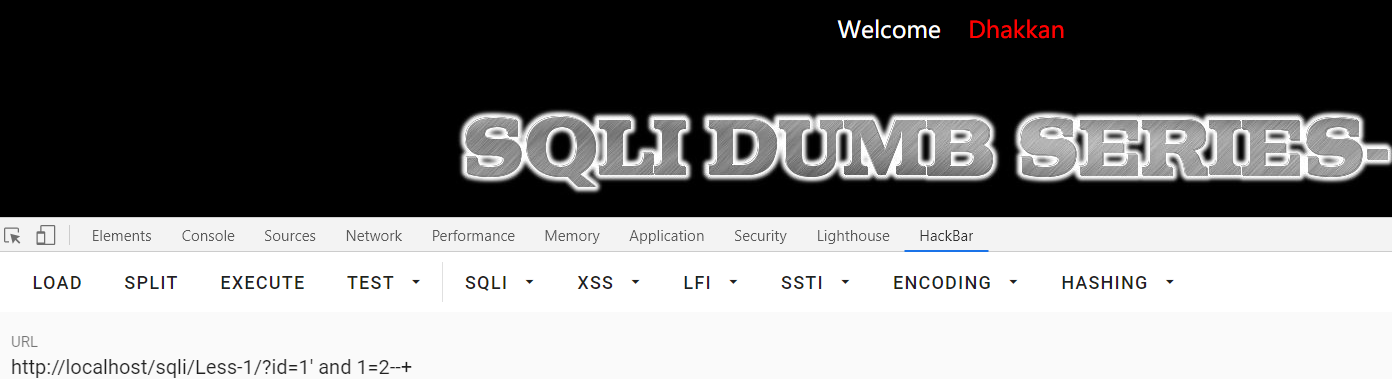 Welcome Dhakkan
SQLI DUMB SERIES-
Elements Console Sources Network Performance Memory Application Security Lighthouse HackBar
LOAD SPLIT EXECUTE TEST SQLI XSS LFI SSTI ENCODING HASHING
URL
http://localhost/sqli/Less-1/?id=1' and 1=2--+